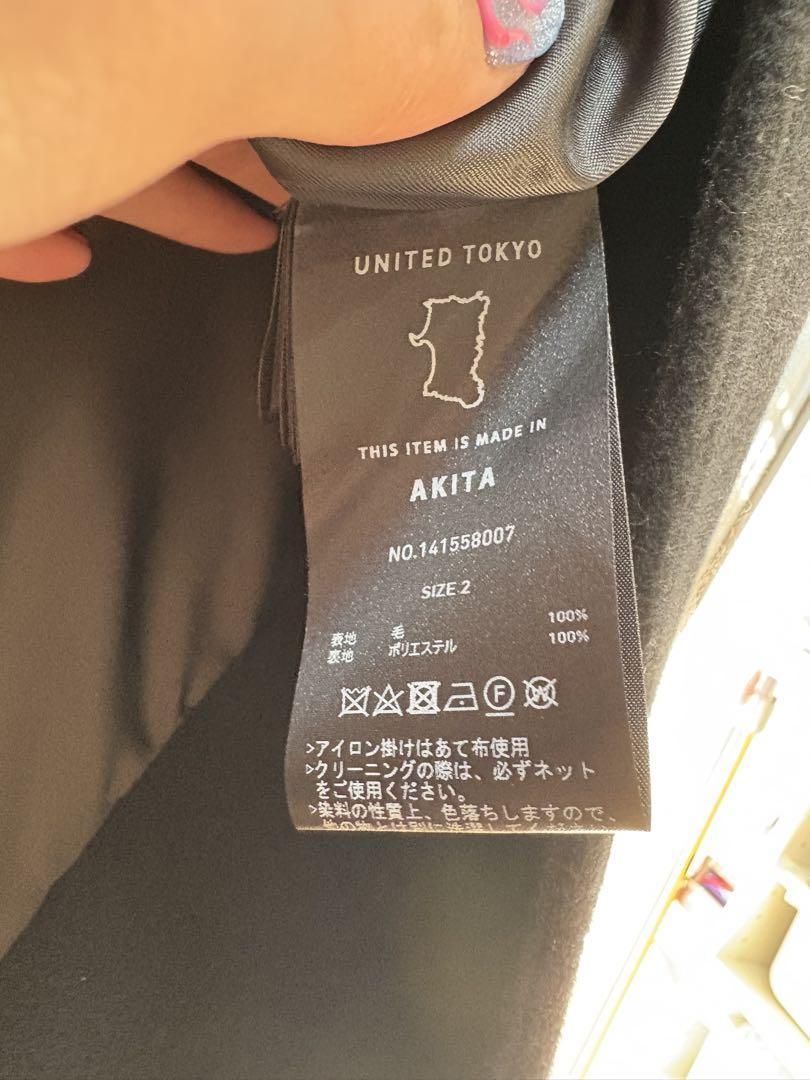 UNITED TOKYO
THIS ITEM IS MADE IN
AKITA
NO.141558007
SIZE 2
表地 毛 100%
裏地 ポリエステル 100%
F
W
>アイロン掛けはあて布使用
>クリーニングの際は、必ずネット
をご使用ください。
>染料の性質上、色落ちしますので、